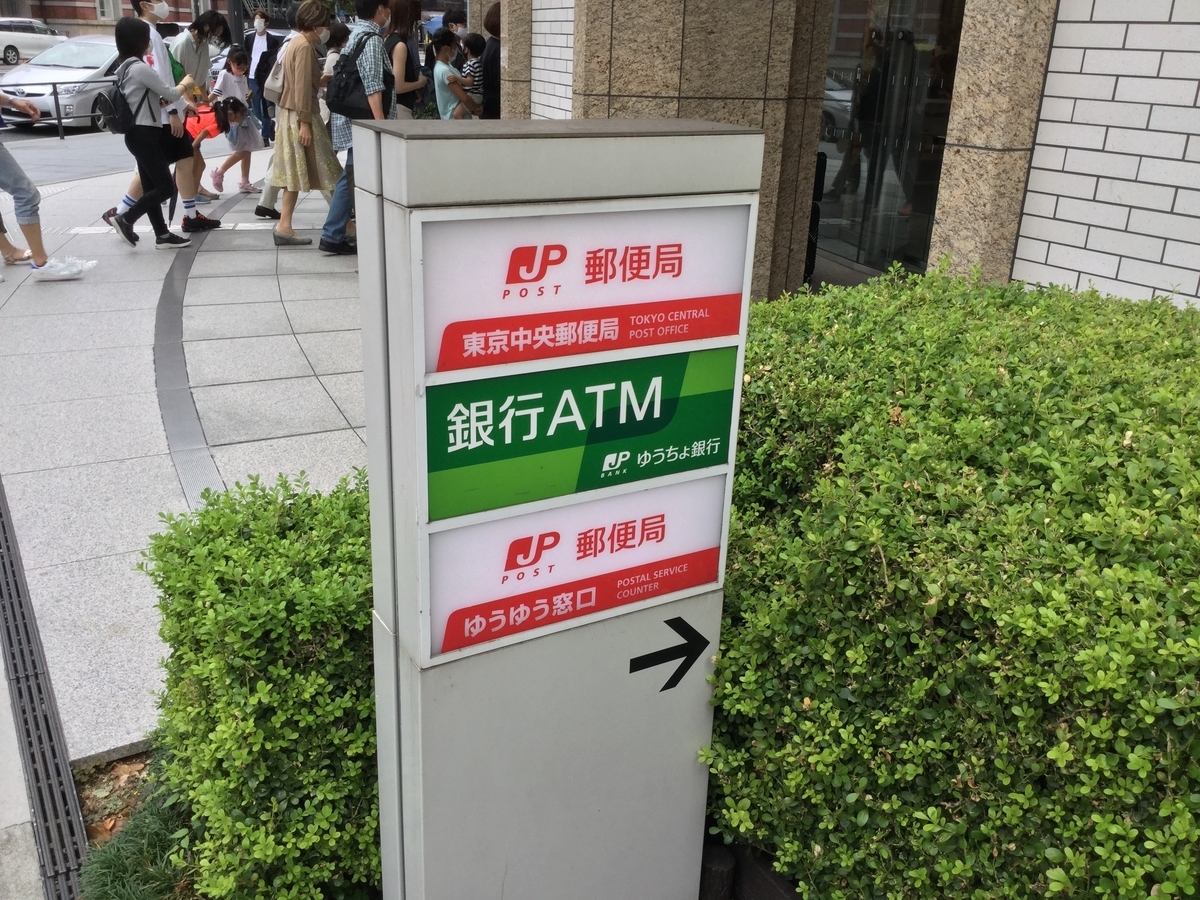 JP 郵便局
POST
東京中央郵便局 TOKYO CENTRAL
POST OFFICE
銀行ATM
JP ゆうちょ銀行
BANK
JP 郵便局
POST
ゆうゆう窓口 POSTAL SERVICE
COUNTER